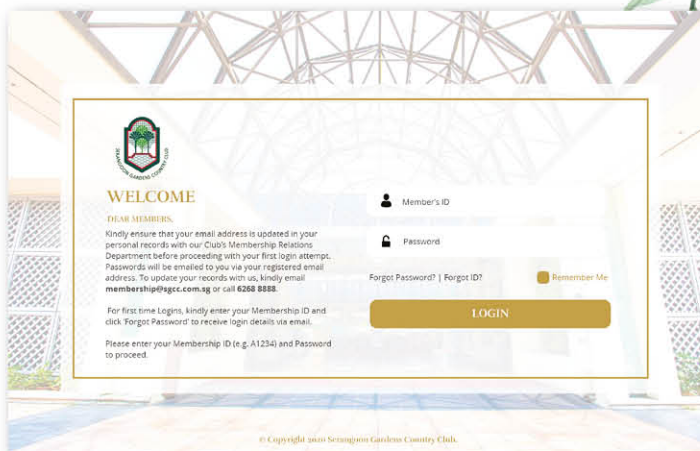 SERANGOON GARDENS COUNTRY CLUB
WELCOME
DEAR MEMBERS,
Kindly ensure that your email address is updated in your
personal records with our Club's Membership Relations
Department before proceeding with your first login attempt.
Passwords will be emailed to you via your registered email
address. To update your records with us, kindly email
membership@sgcc.com.sg or call 6268 8888.
For first time Logins, kindly enter your Membership ID and
click 'Forgot Password' to receive login details via email.
Please enter your Membership ID (e.g. A1234) and Password
to proceed.
Member's ID
Password
Forgot Password? | Forgot ID?
Remember Me
LOGIN
© Copyright 2020 Serangoon Gardens Country Club.